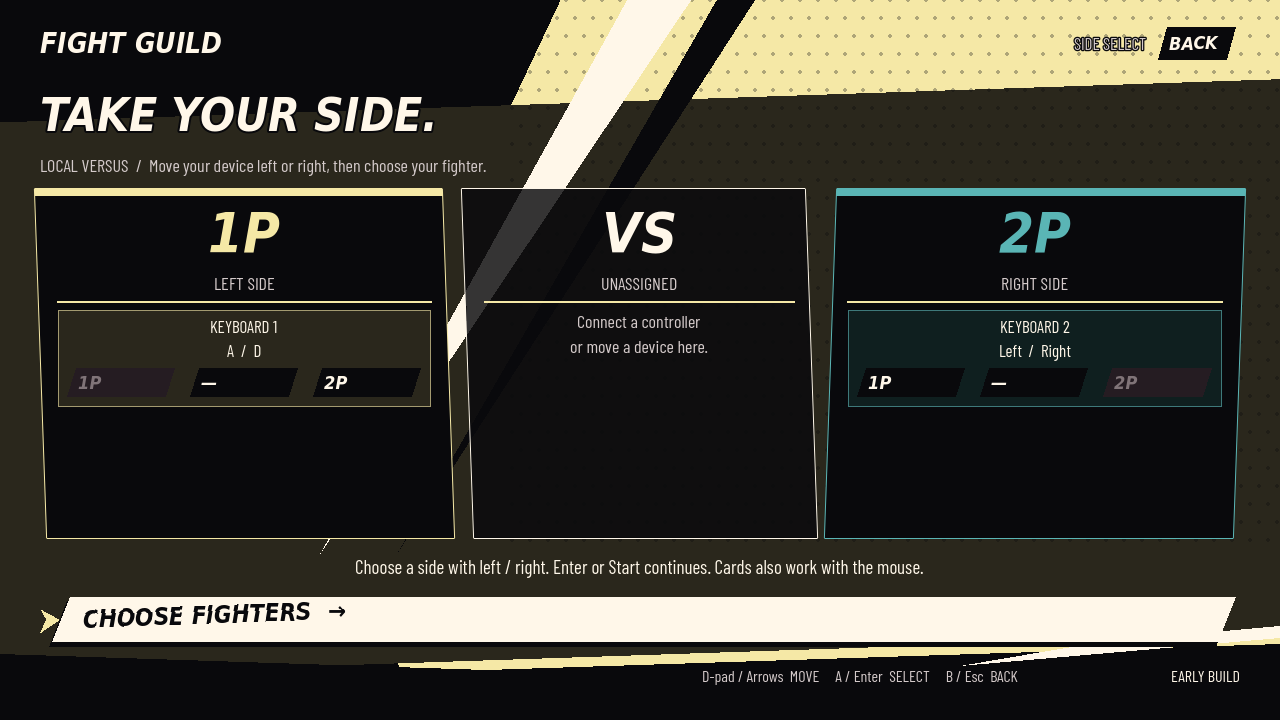 FIGHT GUILD
SIDE SELECT
BACK
TAKE YOUR SIDE.
LOCAL VERSUS / Move your device left or right, then choose your fighter.
1P
LEFT SIDE
KEYBOARD 1
A / D
1P — 2P
VS
UNASSIGNED
Connect a controller
or move a device here.
2P
RIGHT SIDE
KEYBOARD 2
Left / Right
1P — 2P
Choose a side with left / right. Enter or Start continues. Cards also work with the mouse.
CHOOSE FIGHTERS →
D-pad / Arrows MOVE A / Enter SELECT B / Esc BACK
EARLY BUILD